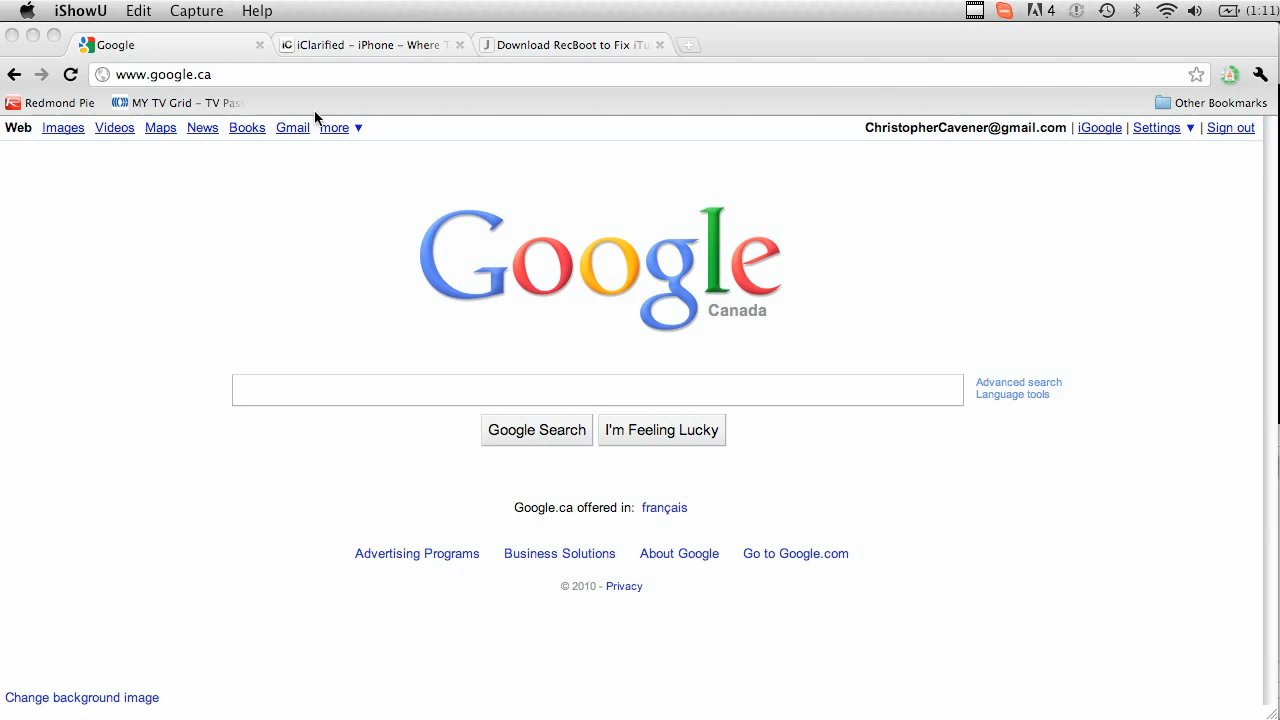 iShowU Edit Capture Help 4 (1:11)
Google iClarified - iPhone - Where T Download RecBoot to Fix iTu
www.google.ca
Redmond Pie MY TV Grid - TV Pas Other Bookmarks
Web Images Videos Maps News Books Gmail more ▼ ChristopherCavener@gmail.com | iGoogle | Settings ▼ | Sign out
Google
Canada
Advanced search
Language tools
Google Search I'm Feeling Lucky
Google.ca offered in: français
Advertising Programs Business Solutions About Google Go to Google.com
© 2010 - Privacy
Change background image